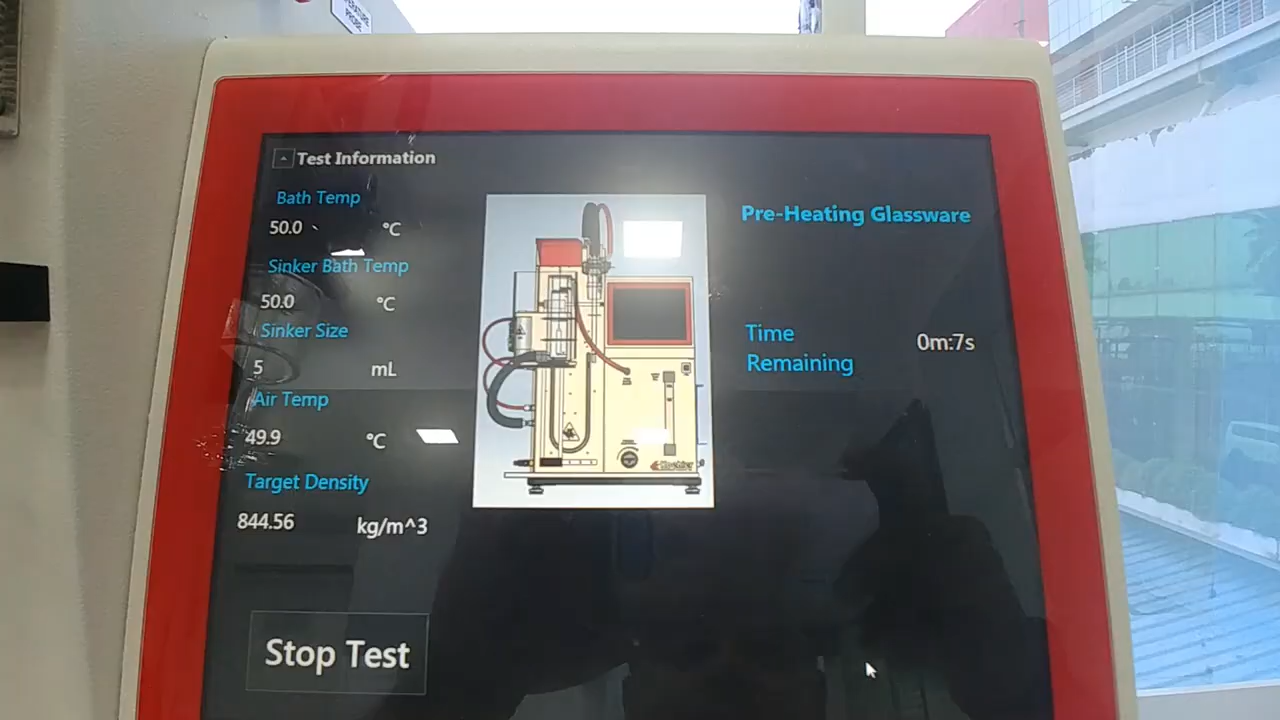 Test Information
Bath Temp
50.0 °C
Sinker Bath Temp
50.0 °C
Sinker Size
5 mL
Air Temp
49.9 °C
Target Density
844.56 kg/m^3
Stop Test
Pre-Heating Glassware
Time
Remaining
0m:7s